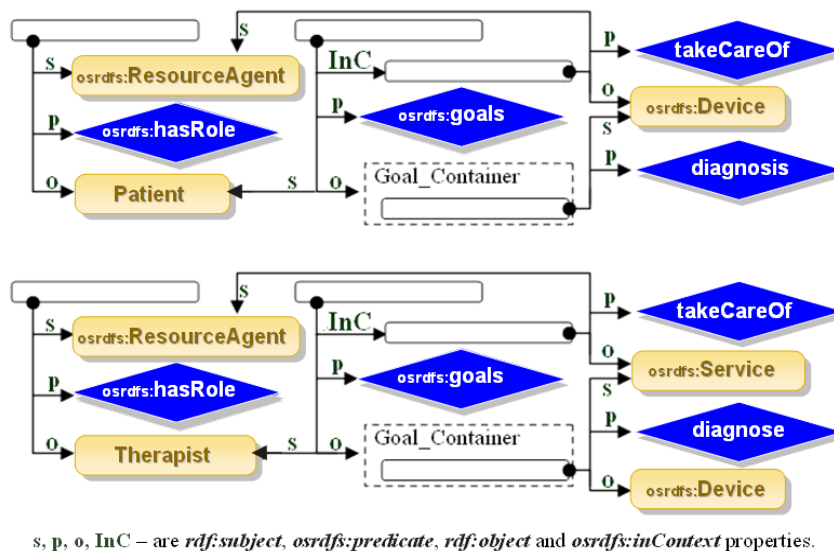 s
InC
p
takeCareOf
osrdfs:ResourceAgent
s
o
osrdfs:Device
p
osrdfs:hasRole
p
osrdfs:goals
s
p
diagnosis
o
Patient
s
o
Goal_Container
s
InC
p
takeCareOf
s
osrdfs:ResourceAgent
o
osrdfs:Service
p
osrdfs:hasRole
p
osrdfs:goals
s
p
diagnose
o
Therapist
s
o
Goal_Container
o
osrdfs:Device
s, p, o, InC – are rdf:subject, osrdfs:predicate, rdf:object and osrdfs:inContext properties.